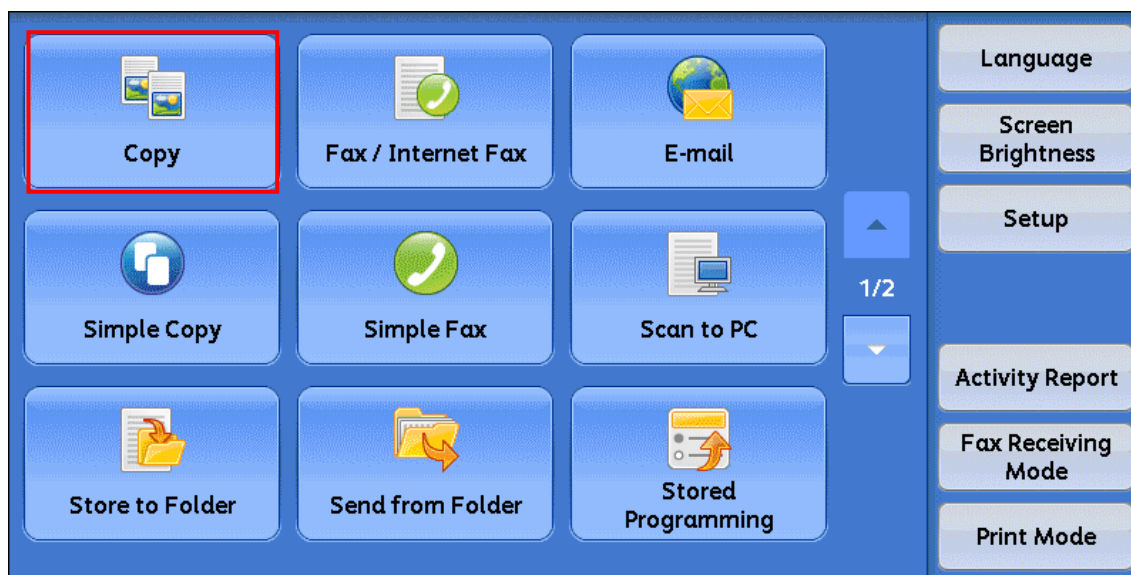 Copy
Fax / Internet Fax
E-mail
Simple Copy
Simple Fax
Scan to PC
Store to Folder
Send from Folder
Stored
Programming
1/2
Language
Screen
Brightness
Setup
Activity Report
Fax Receiving
Mode
Print Mode